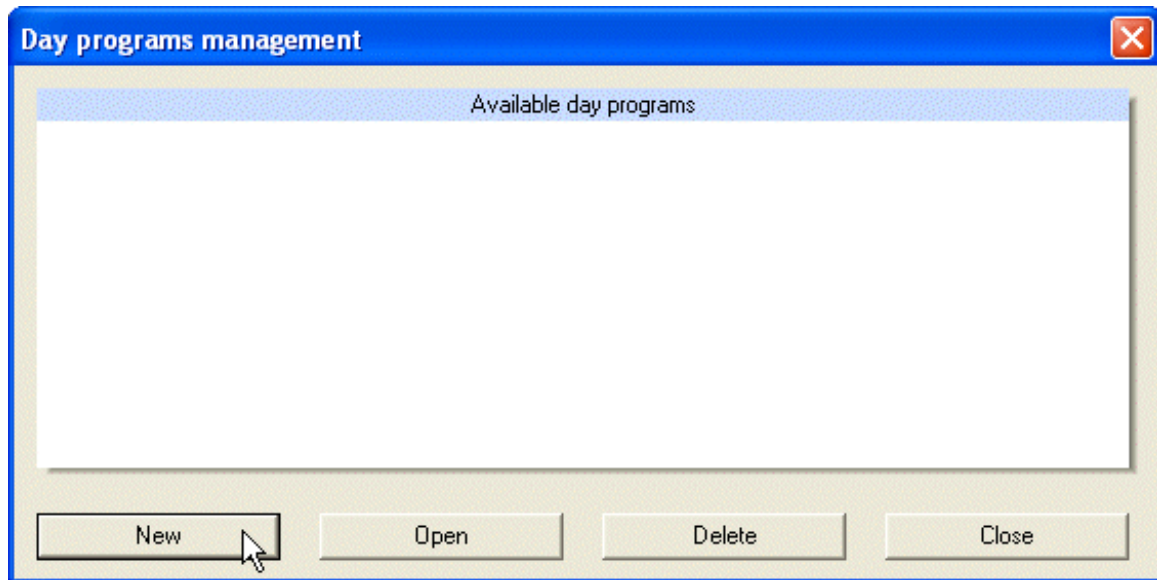 Day programs management
Available day programs
New Open Delete Close